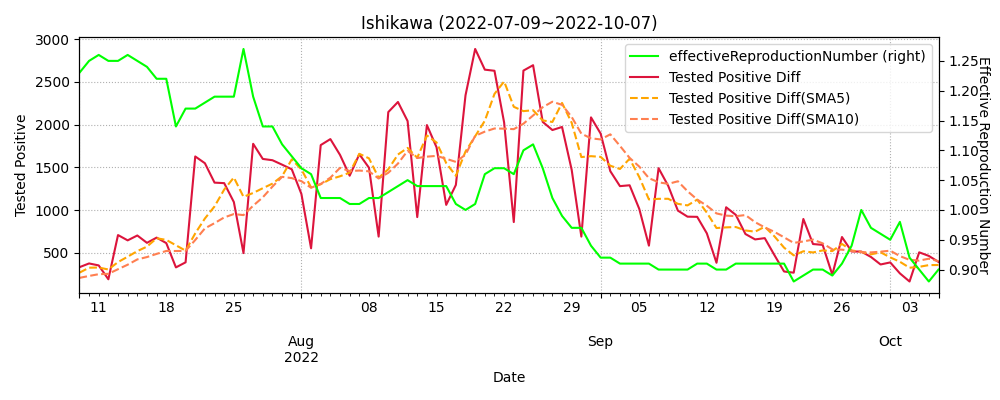 Ishikawa (2022-07-09~2022-10-07)
effectiveReproductionNumber (right)
Tested Positive Diff
Tested Positive Diff(SMA5)
Tested Positive Diff(SMA10)
Tested Positive
3000
2500
2000
1500
1000
500
Effective Reproduction Number
1.25
1.20
1.15
1.10
1.05
1.00
0.95
0.90
11 18 25 08 15 22 29 05 12 19 26 03
Aug Sep Oct
2022
Date